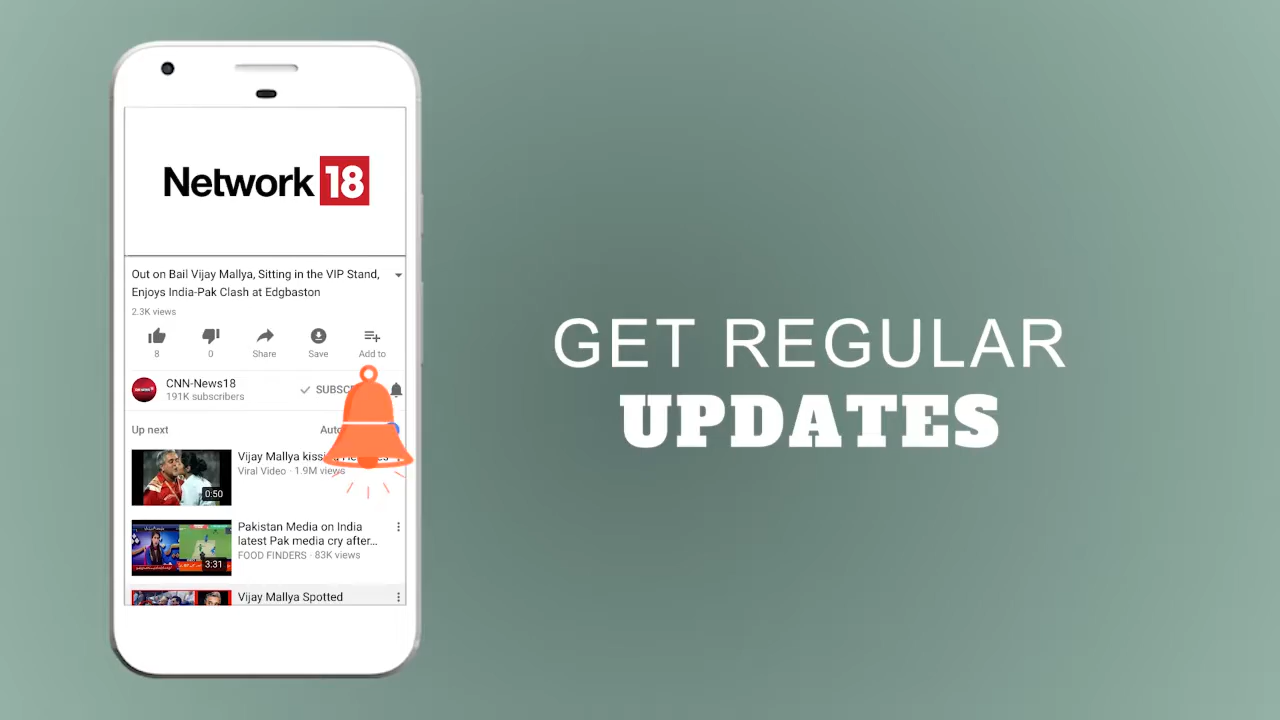 Network 18
Out on Bail Vijay Mallya, Sitting in the VIP Stand,
Enjoys India-Pak Clash at Edgbaston
2.3K views
8
0
Share
Save
Add to
CNN-News18
191K subscribers
Up next
Vijay Mallya
Viral Video · 1.9M views
0:50
Pakistan Media on India
latest Pak media cry after...
FOOD FINDERS · 83K views
3:31
Vijay Mallya Spotted
GET REGULAR
UPDATES